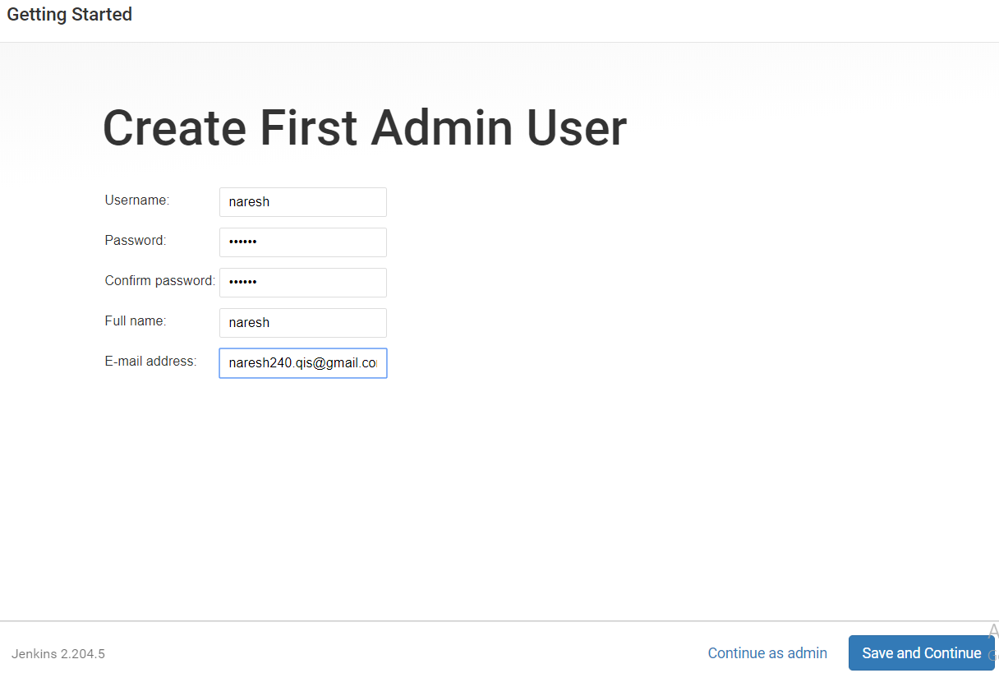 Getting Started
Create First Admin User
Username: naresh
Password: ••••••
Confirm password: ••••••
Full name: naresh
E-mail address: naresh240.qis@gmail.co
Jenkins 2.204.5
Continue as admin
Save and Continue